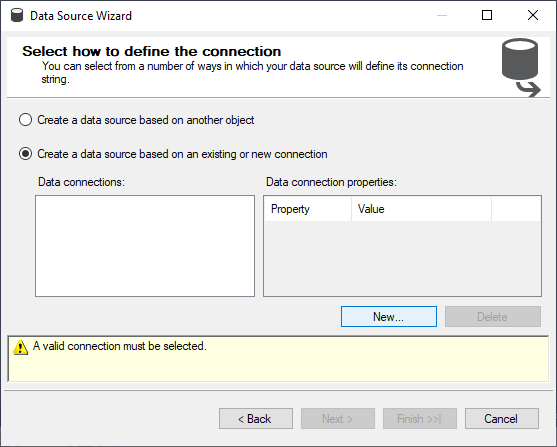 Data Source Wizard
Select how to define the connection
You can select from a number of ways in which your data source will define its connection
string.
Create a data source based on another object
Create a data source based on an existing or new connection
Data connections:
Data connection properties:
Property Value
New... Delete
A valid connection must be selected.
< Back Next > Finish >>| Cancel